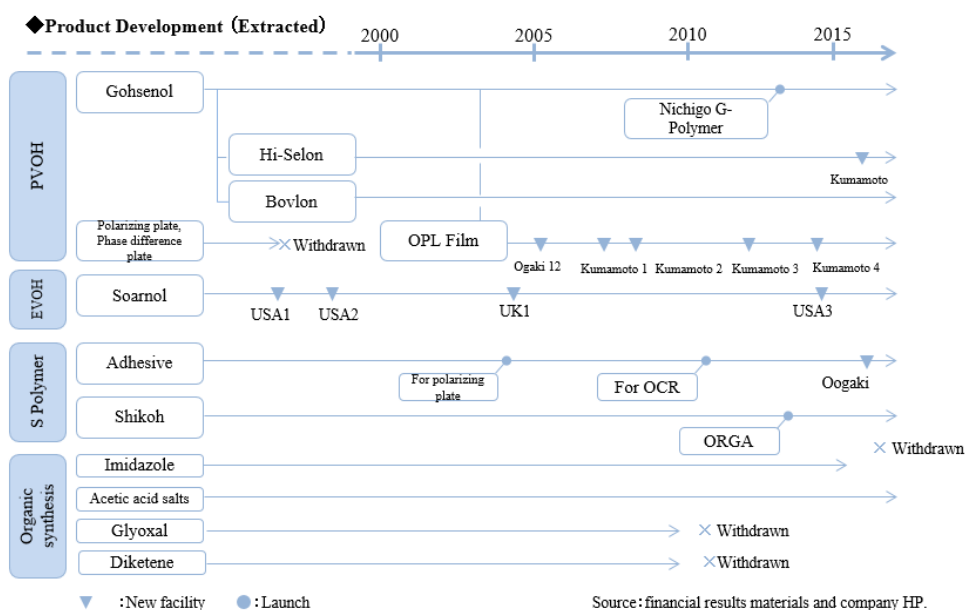 ◆Product Development (Extracted)
2000
2005
2010
2015
PVOH
Gohsenol
Nichigo G-
Polymer
Hi-Selon
Kumamoto
Bovlon
Polarizing plate,
Phase difference
plate
Withdrawn
OPL Film
Ogaki 12
Kumamoto 1
Kumamoto 2
Kumamoto 3
Kumamoto 4
EVOH
Soarnol
USA1
USA2
UK1
USA3
S Polymer
Adhesive
For polarizing
plate
For OCR
Oogaki
Shikoh
ORGA
Withdrawn
Organic
synthesis
Imidazole
Acetic acid salts
Glyoxal
Withdrawn
Diketene
Withdrawn
:New facility
:Launch
Source:financial results materials and company HP.